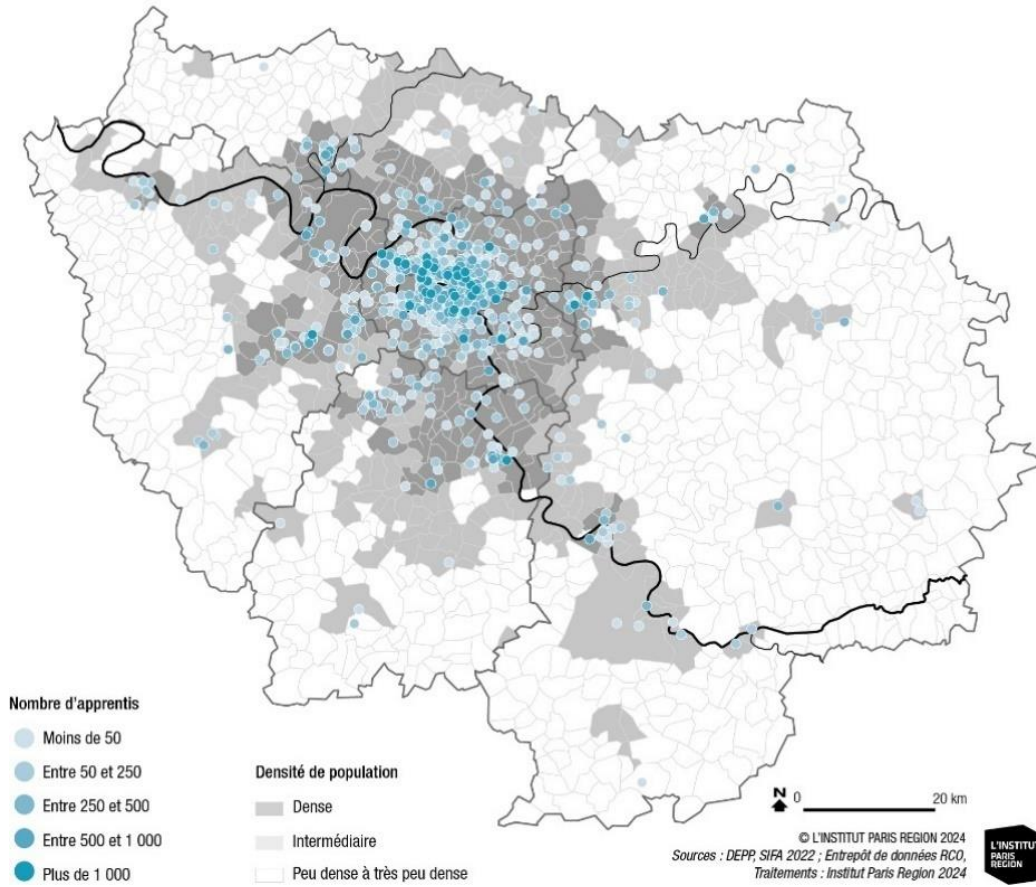 Nombre d'apprentis
Moins de 50
Entre 50 et 250
Entre 250 et 500
Entre 500 et 1 000
Plus de 1 000
Densité de population
Dense
Intermédiaire
Peu dense à très peu dense
N
0
20 km
© L'INSTITUT PARIS REGION 2024
Sources : DEPP, SIFA 2022 ; Entrepôt de données RCO,
Traitements : Institut Paris Region 2024
L'INSTITUT
PARIS
REGION